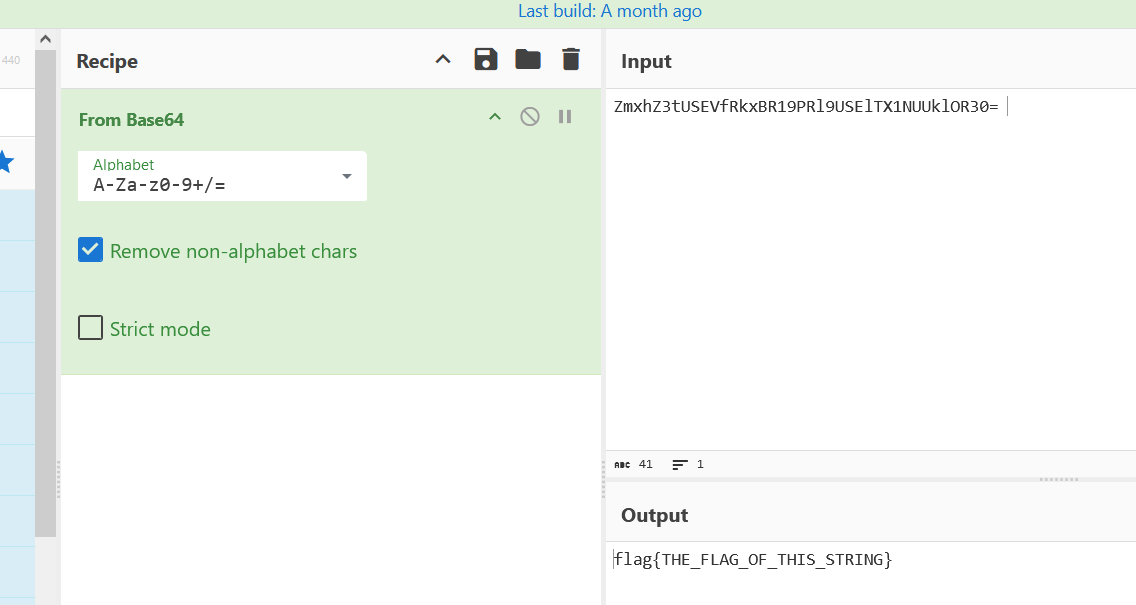 Last build: A month ago
440
Recipe
Input
From Base64
Alphabet
A-Za-z0-9+/=
Remove non-alphabet chars
Strict mode
ZmxhZ3tUSEVfRkxBR19PRl9USElTX1NUUklOR30=
ABC 41 1
Output
flag{THE_FLAG_OF_THIS_STRING}